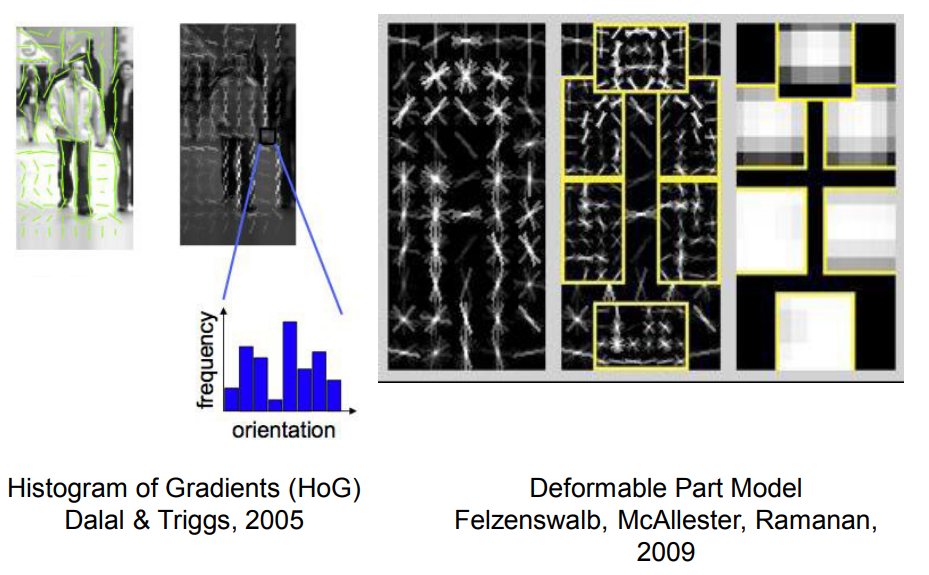 frequency
orientation
Histogram of Gradients (HoG)
Dalal & Triggs, 2005
Deformable Part Model
Felzenswalb, McAllester, Ramanan,
2009